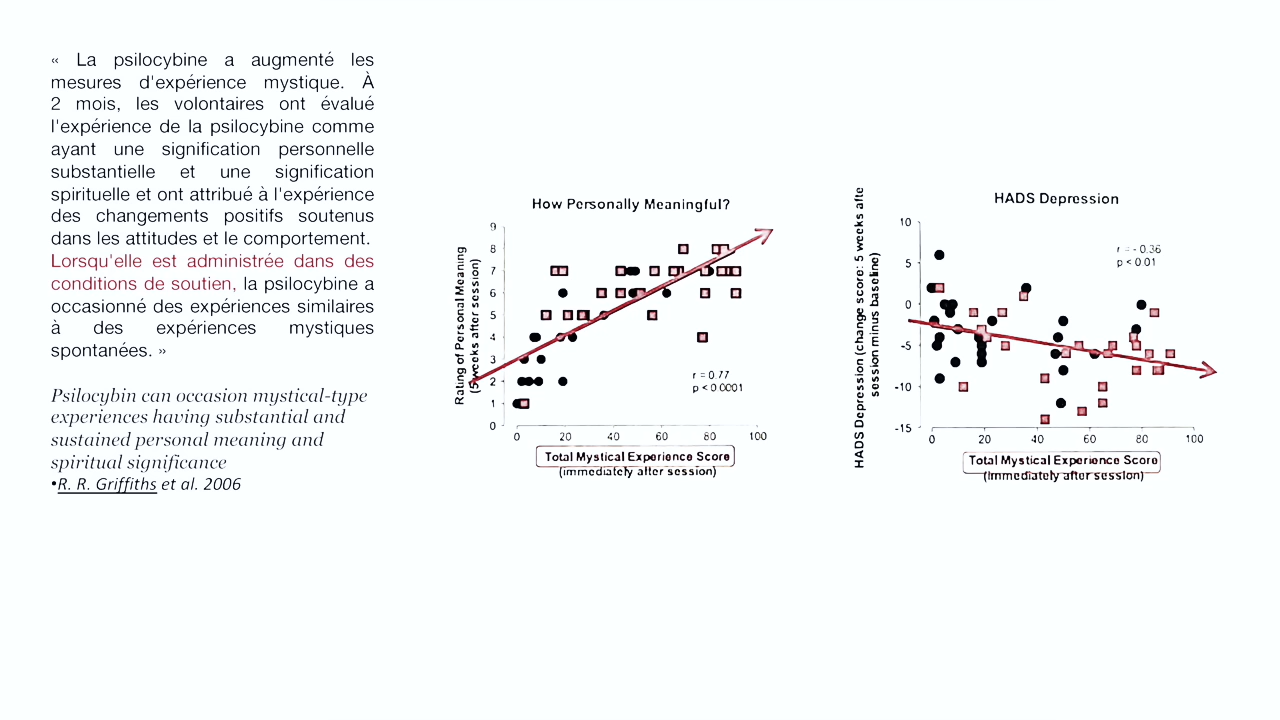 « La psilocybine a augmenté les
mesures d'expérience mystique. À
2 mois, les volontaires ont évalué
l'expérience de la psilocybine comme
ayant une signification personnelle
substantielle et une signification
spirituelle et ont attribué à l'expérience
des changements positifs soutenus
dans les attitudes et le comportement.
Lorsqu'elle est administrée dans des
conditions de soutien, la psilocybine a
occasionné des expériences similaires
à des expériences mystiques
spontanées. »
Psilocybin can occasion mystical-type
experiences having substantial and
sustained personal meaning and
spiritual significance
•R. R. Griffiths et al. 2006
How Personally Meaningful?
Rating of Personal Meaning
(5 weeks after session)
9
8
7
6
5
4
3
2
1
0
r = 0.77
p < 0.0001
0 20 40 60 80 100
Total Mystical Experience Score
(immediately after session)
HADS Depression
HADS Depression (change score: 5 weeks afte
session minus baseline)
10
5
0
-5
-10
-15
r = - 0.36
p < 0.01
0 20 40 60 80 100
Total Mystical Experience Score
(immediately after session)